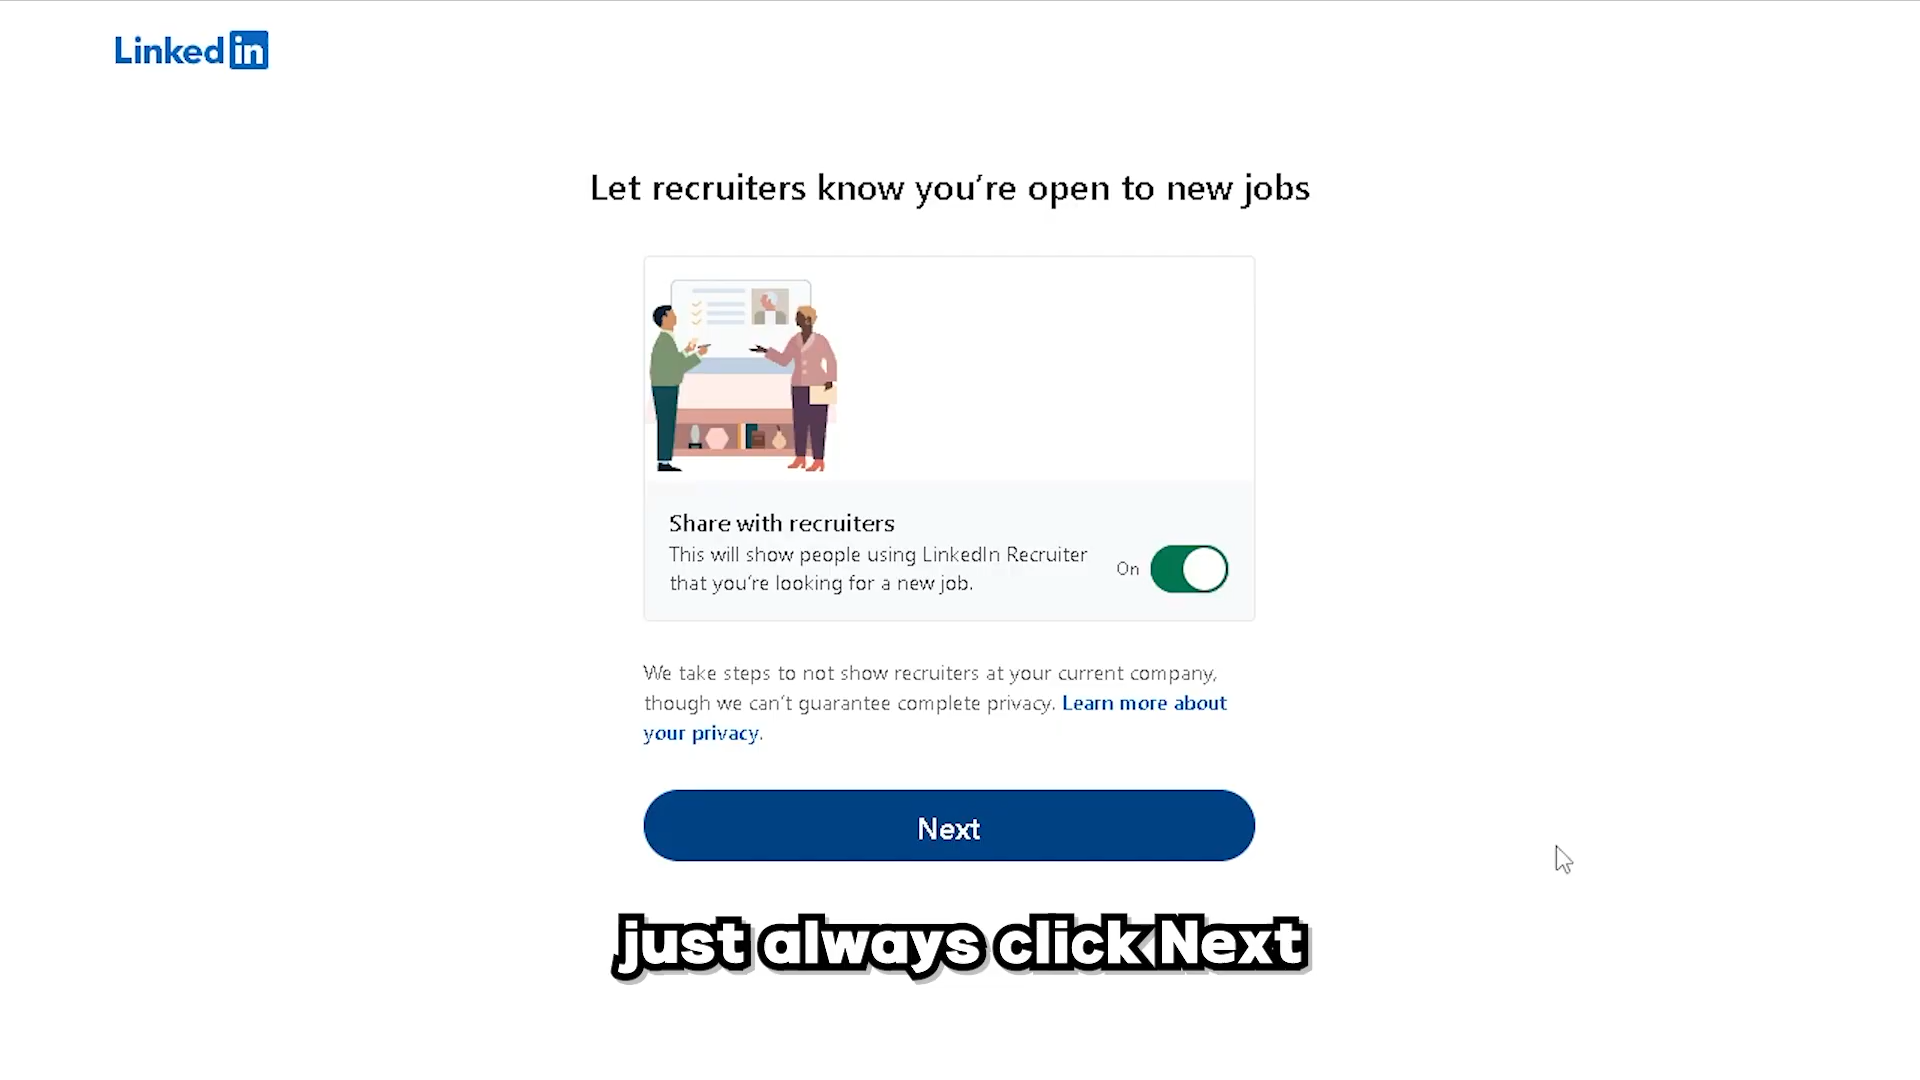 Linked in
Let recruiters know you're open to new jobs
Share with recruiters
This will show people using LinkedIn Recruiter
that you're looking for a new job.
On
We take steps to not show recruiters at your current company,
though we can't guarantee complete privacy. Learn more about
your privacy.
Next
just always click Next